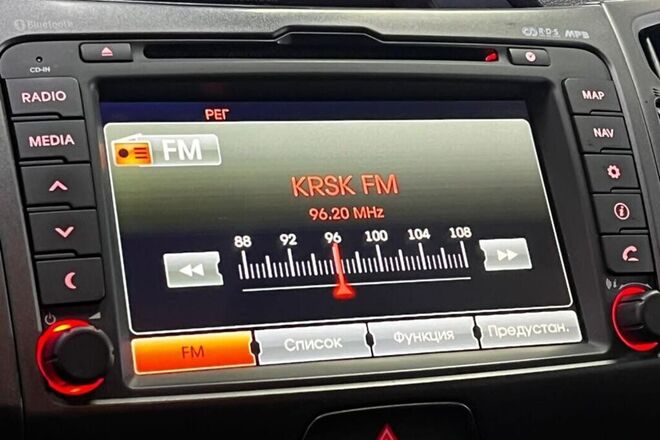 Bluetooth
RDS MP3
CD-IN
RADIO
MEDIA
MAP
NAV
РЕГ
FM
KRSK FM
96.20 MHz
88 92 96 100 104 108
FM Список Функция Предустан.